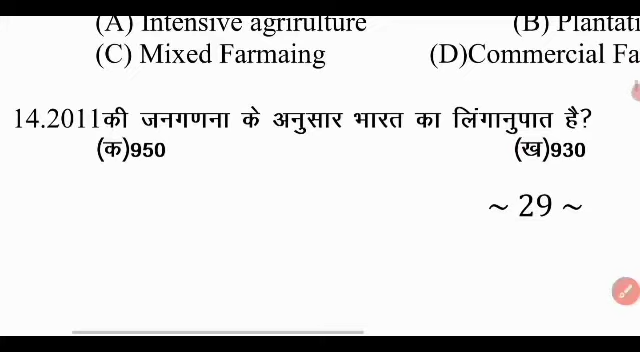 (A) Intensive agrirulture (B) Plantati
(C) Mixed Farmaing (D)Commercial Fa
14.2011की जनगणना के अनुसार भारत का लिंगानुपात है?
(क)950 (ख)930
~ 29 ~